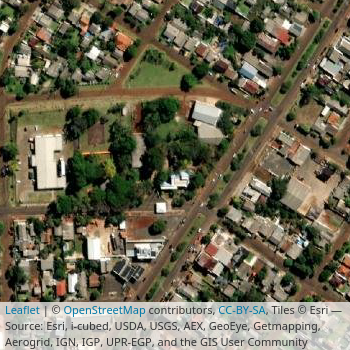 Leaflet | © OpenStreetMap contributors, CC-BY-SA, Tiles © Esri —
Source: Esri, i-cubed, USDA, USGS, AEX, GeoEye, Getmapping,
Aerogrid, IGN, IGP, UPR-EGP, and the GIS User Community